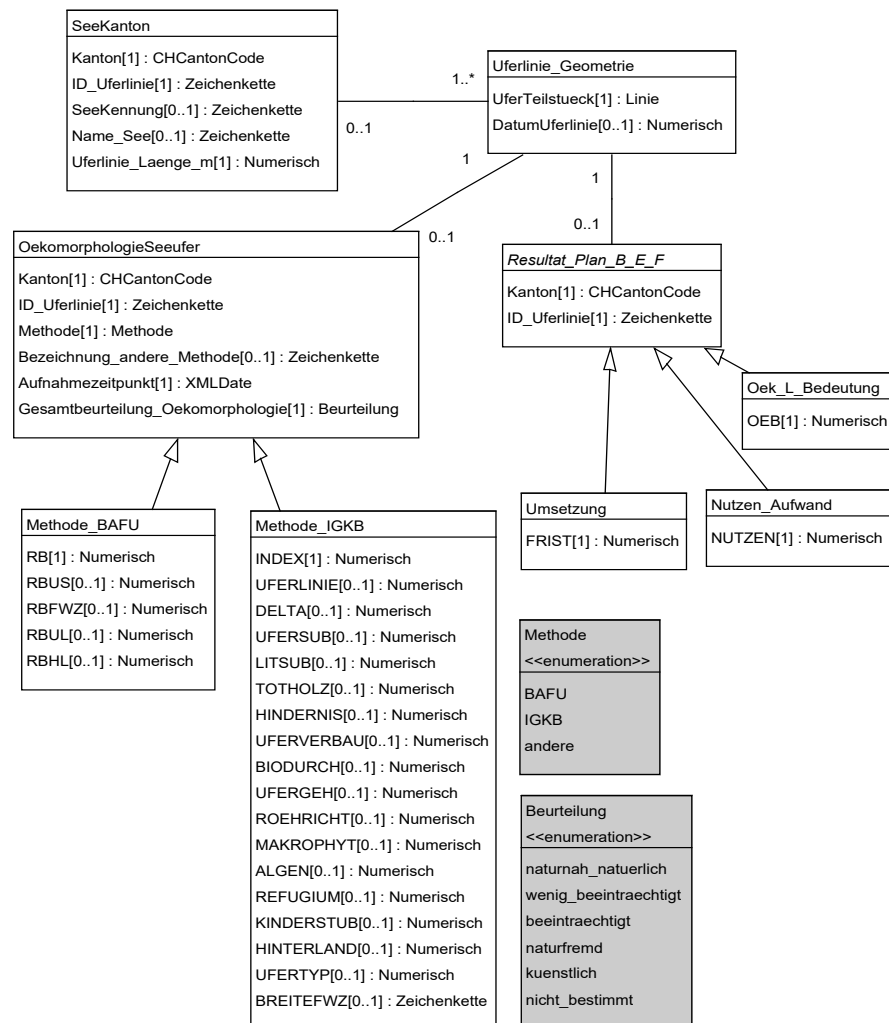 SeeKanton
Kanton[1] : CHCantonCode
ID_Uferlinie[1] : Zeichenkette
SeeKennung[0..1] : Zeichenkette
Name_See[0..1] : Zeichenkette
Uferlinie_Laenge_m[1] : Numerisch
1..*
0..1
Uferlinie_Geometrie
UferTeilstueck[1] : Linie
DatumUferlinie[0..1] : Numerisch
1
0..1
1
0..1
OekomorphologieSeeufer
Kanton[1] : CHCantonCode
ID_Uferlinie[1] : Zeichenkette
Methode[1] : Methode
Bezeichnung_andere_Methode[0..1] : Zeichenkette
Aufnahmezeitpunkt[1] : XMLDate
Gesamtbeurteilung_Oekomorphologie[1] : Beurteilung
Resultat_Plan_B_E_F
Kanton[1] : CHCantonCode
ID_Uferlinie[1] : Zeichenkette
Oek_L_Bedeutung
OEB[1] : Numerisch
Methode_BAFU
RB[1] : Numerisch
RBUS[0..1] : Numerisch
RBFWZ[0..1] : Numerisch
RBUL[0..1] : Numerisch
RBHL[0..1] : Numerisch
Methode_IGKB
INDEX[1] : Numerisch
UFERLINIE[0..1] : Numerisch
DELTA[0..1] : Numerisch
UFERSUB[0..1] : Numerisch
LITSUB[0..1] : Numerisch
TOTHOLZ[0..1] : Numerisch
HINDERNIS[0..1] : Numerisch
UFERVERBAU[0..1] : Numerisch
BIODURCH[0..1] : Numerisch
UFERGEH[0..1] : Numerisch
ROEHRICHT[0..1] : Numerisch
MAKROPHYT[0..1] : Numerisch
ALGEN[0..1] : Numerisch
REFUGIUM[0..1] : Numerisch
KINDERSTUB[0..1] : Numerisch
HINTERLAND[0..1] : Numerisch
UFERTYP[0..1] : Numerisch
BREITEFWZ[0..1] : Zeichenkette
Umsetzung
FRIST[1] : Numerisch
Nutzen_Aufwand
NUTZEN[1] : Numerisch
Methode
<<enumeration>>
BAFU
IGKB
andere
Beurteilung
<<enumeration>>
naturnah_natuerlich
wenig_beeintraechtigt
beeintraechtigt
naturfremd
kuenstlich
nicht_bestimmt